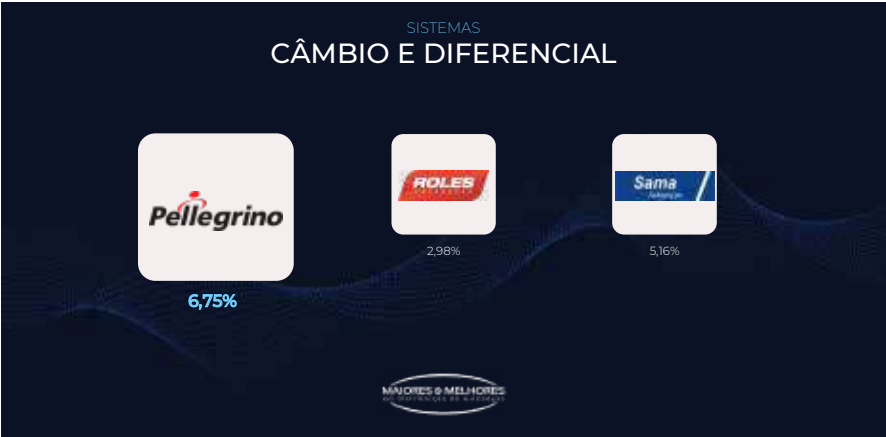 SISTEMAS
CÂMBIO E DIFERENCIAL
Pellegrino
6,75%
ROLES
2,98%
Sama
5,16%
MAIORES & MELHORES